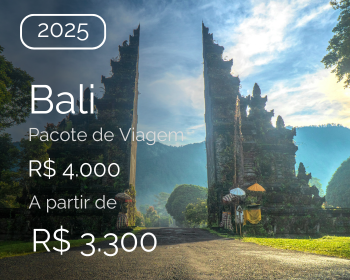 2025
Bali
Pacote de Viagem
R$ 4.000
A partir de
R$ 3.300